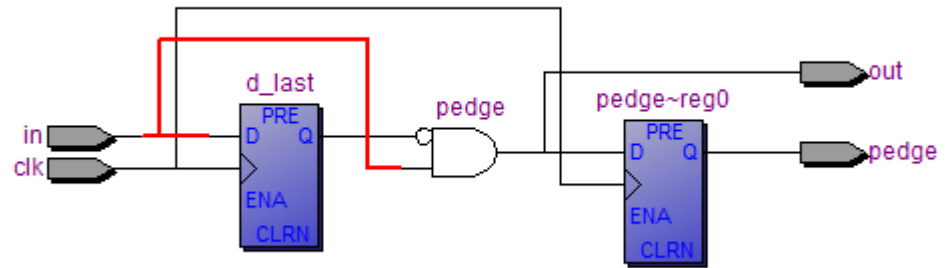 in
clk
d_last
PRE
D
Q
ENA
CLRN
pedge
pedge~reg0
PRE
D
Q
ENA
CLRN
out
pedge